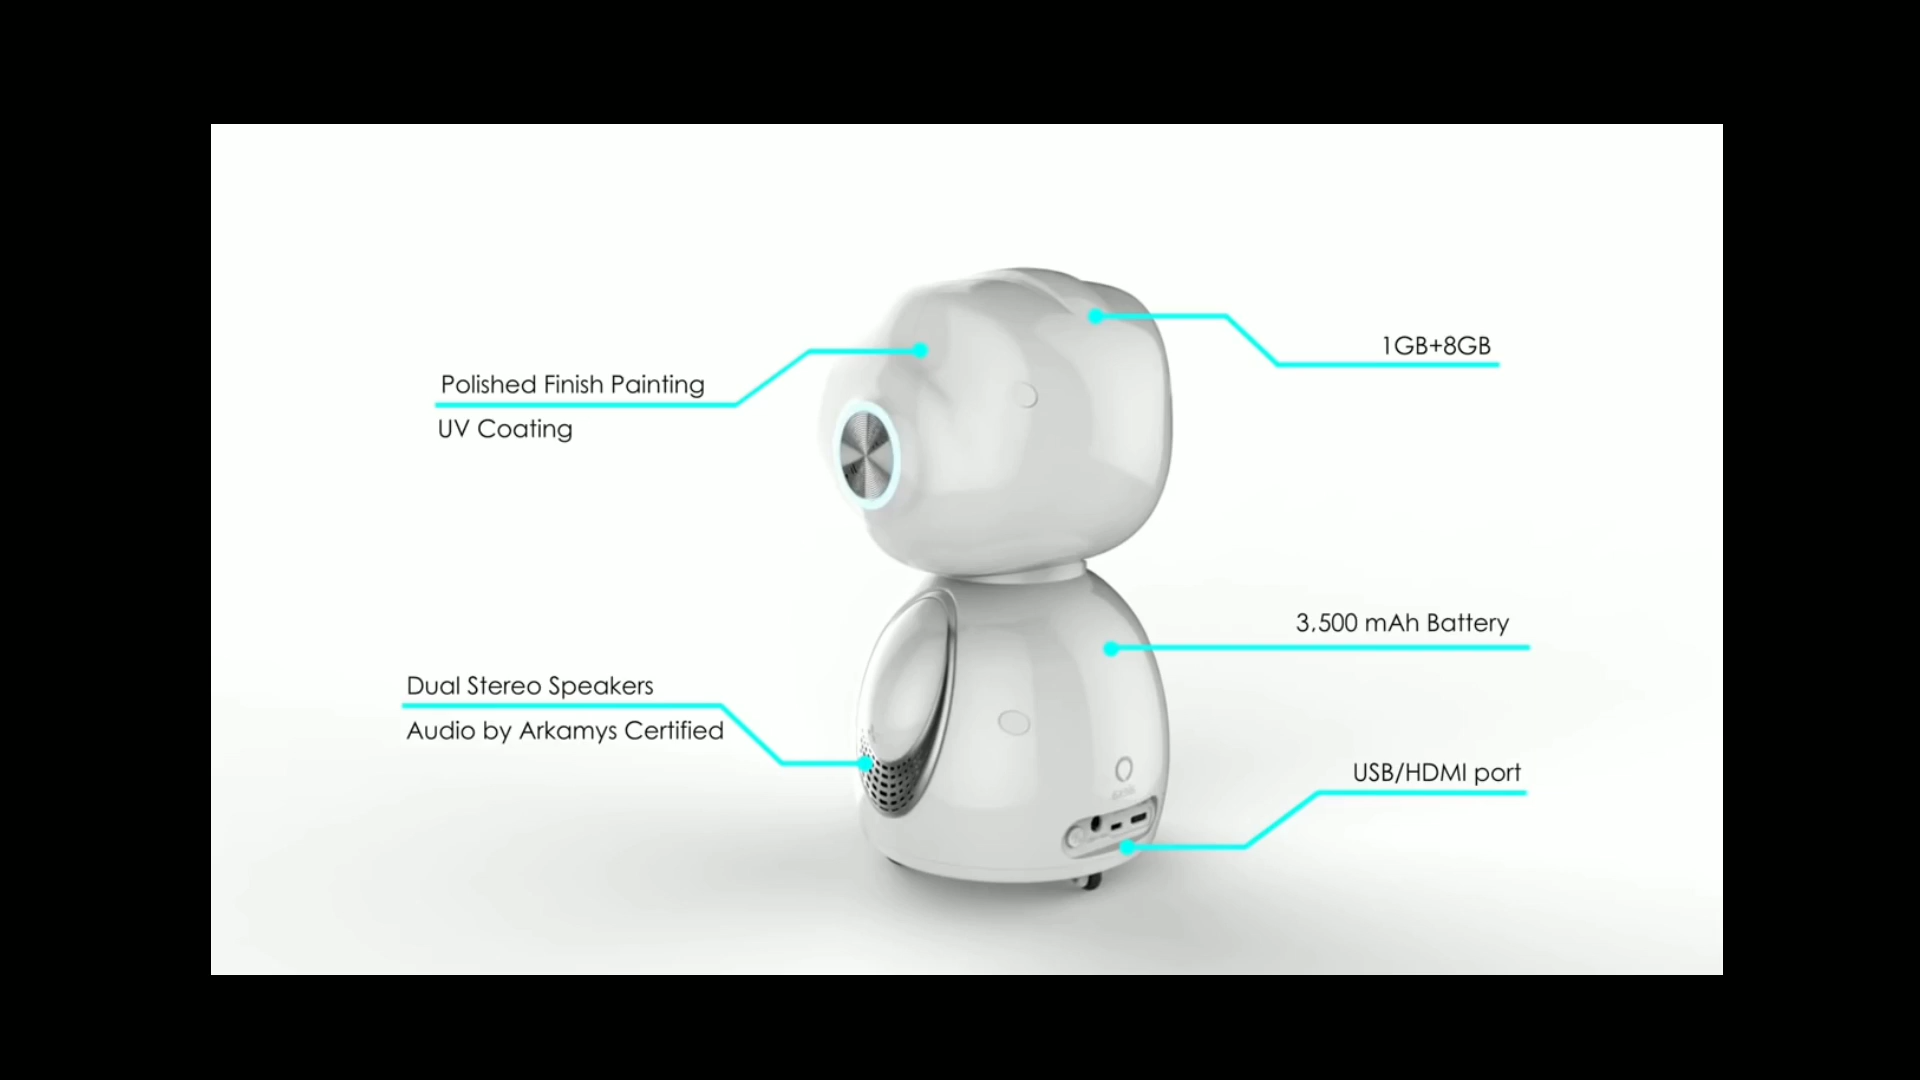 1GB+8GB
Polished Finish Painting
UV Coating
3,500 mAh Battery
Dual Stereo Speakers
Audio by Arkamys Certified
USB/HDMI port